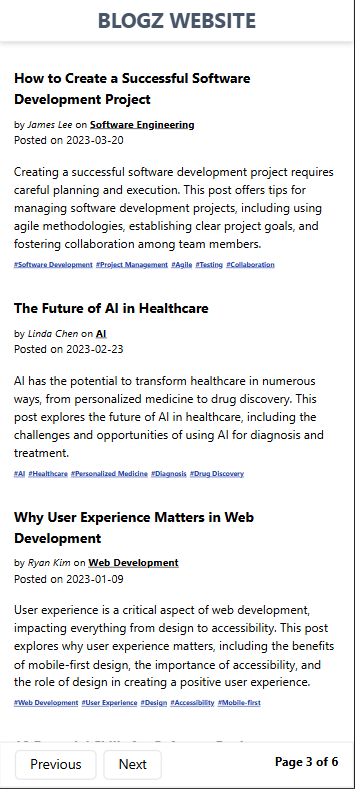 BLOGZ WEBSITE
How to Create a Successful Software
Development Project
by James Lee on Software Engineering
Posted on 2023-03-20
Creating a successful software development project requires
careful planning and execution. This post offers tips for
managing software development projects, including using
agile methodologies, establishing clear project goals, and
fostering collaboration among team members.
#Software Development #Project Management #Agile #Testing #Collaboration
The Future of AI in Healthcare
by Linda Chen on AI
Posted on 2023-02-23
AI has the potential to transform healthcare in numerous
ways, from personalized medicine to drug discovery. This
post explores the future of AI in healthcare, including the
challenges and opportunities of using AI for diagnosis and
treatment.
#AI #Healthcare #Personalized Medicine #Diagnosis #Drug Discovery
Why User Experience Matters in Web
Development
by Ryan Kim on Web Development
Posted on 2023-01-09
User experience is a critical aspect of web development,
impacting everything from design to accessibility. This post
explores why user experience matters, including the benefits
of mobile-first design, the importance of accessibility, and
the role of design in creating a positive user experience.
#Web Development #User Experience #Design #Accessibility #Mobile-first
Previous Next Page 3 of 6